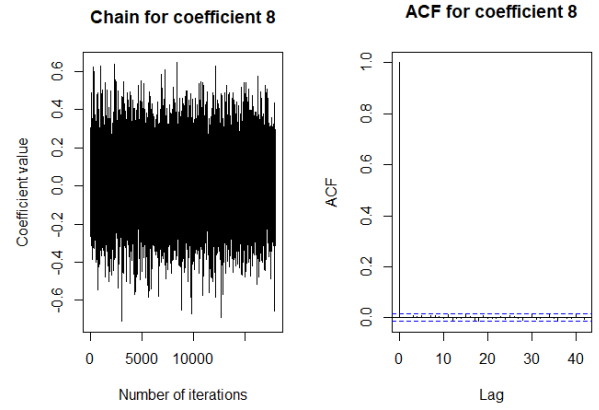 Chain for coefficient 8
Coefficient value
0.6
0.4
0.2
0.0
-0.2
-0.4
-0.6
0 5000 10000
Number of iterations
ACF for coefficient 8
ACF
1.0
0.8
0.6
0.4
0.2
0.0
0 10 20 30 40
Lag